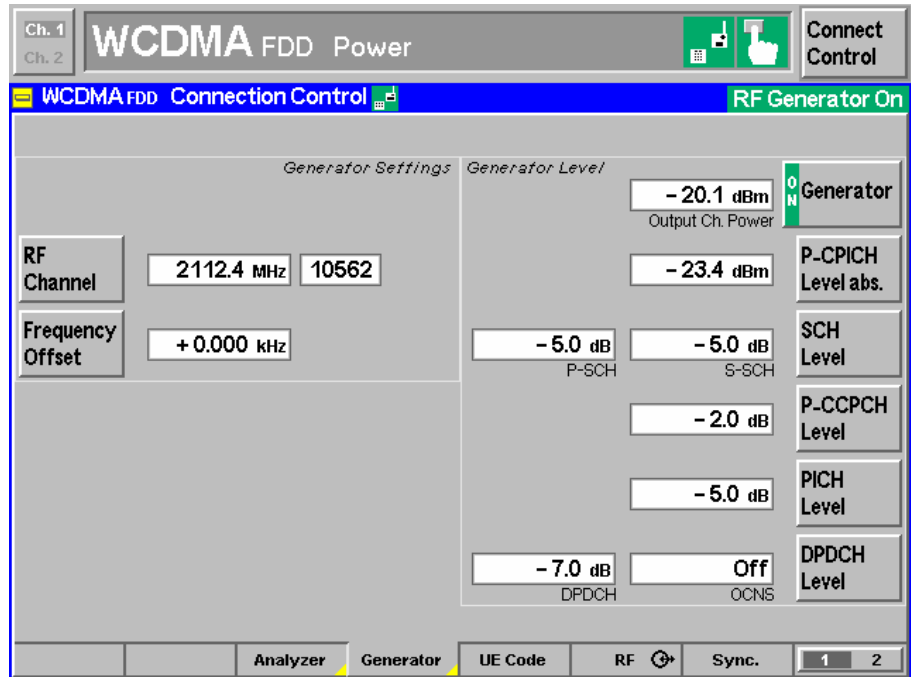 Ch. 1
Ch. 2
WCDMA FDD Power
Connect
Control
WCDMA FDD Connection Control
RF Generator On
Generator Settings
Generator Level
– 20.1 dBm
Output Ch. Power
ON
Generator
RF
Channel
2112.4 MHz
10562
– 23.4 dBm
P-CPICH
Level abs.
Frequency
Offset
+ 0.000 kHz
– 5.0 dB
P-SCH
– 5.0 dB
S-SCH
SCH
Level
– 2.0 dB
P-CCPCH
Level
– 5.0 dB
PICH
Level
– 7.0 dB
DPDCH
Off
OCNS
DPDCH
Level
Analyzer
Generator
UE Code
RF
Sync.
1 2